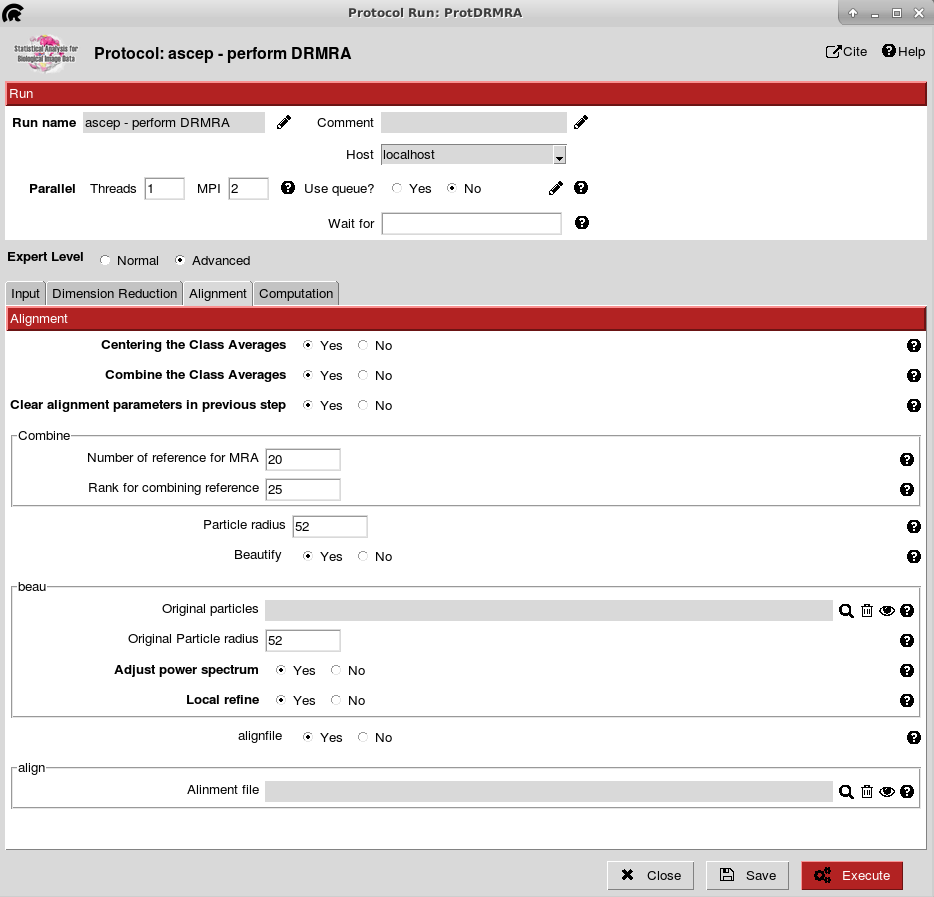 Protocol Run: ProtDRMRA
Statistical Analysis for
Biological Image Data
Protocol: ascep - perform DRMRA
Cite Help
Run
Run name ascep - perform DRMRA Comment
Host localhost
Parallel Threads 1 MPI 2 Use queue? Yes No
Wait for
Expert Level Normal Advanced
Input Dimension Reduction Alignment Computation
Alignment
Centering the Class Averages Yes No
Combine the Class Averages Yes No
Clear alignment parameters in previous step Yes No
Combine
Number of reference for MRA 20
Rank for combining reference 25
Particle radius 52
Beautify Yes No
beau
Original particles
Original Particle radius 52
Adjust power spectrum Yes No
Local refine Yes No
alignfile Yes No
align
Alinment file
Close Save Execute